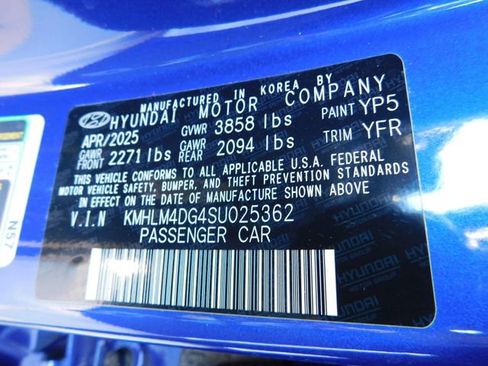 MANUFACTURED IN KOREA BY
HYUNDAI MOTOR COMPANY
APR/2025 GVWR 3858 lbs PAINT YP5
GAWR FRONT 2271 lbs GAWR REAR 2094 lbs TRIM YFR
THIS VEHICLE CONFORMS TO ALL APPLICABLE U.S.A. FEDERAL
MOTOR VEHICLE SAFETY, BUMPER, AND THEFT PREVENTION STANDARDS
IN EFFECT ON THE DATE OF MANUFACTURE SHOWN ABOVE.
V.I.N KMHLM4DG4SU025362
PASSENGER CAR
N57